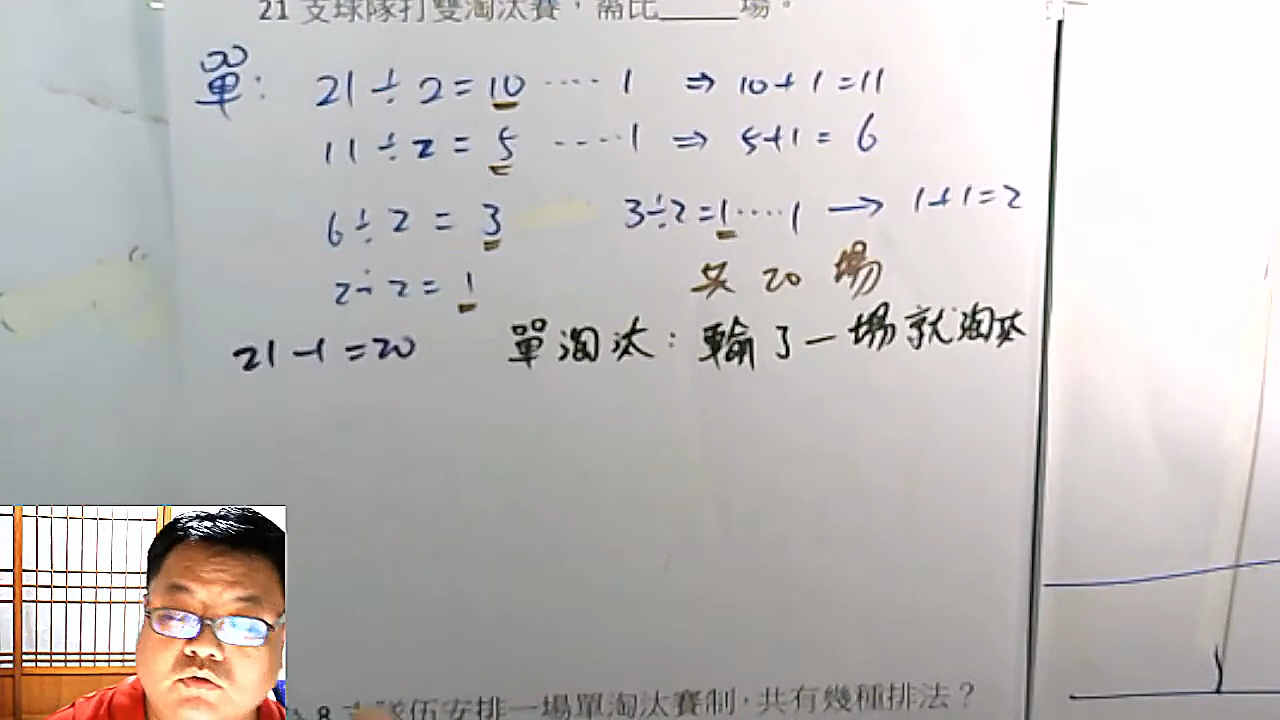 21 支球隊打雙淘汰賽，需比_____場。
單: 21÷2=10 ···· 1 ⇒ 10+1=11
11÷2=5 ····1 ⇒ 5+1=6
6÷2=3 3÷2=1····1 → 1+1=2
2÷2=1 共 20 場
21-1=20 單淘汰:輸了一場就淘汰
8 隊伍安排一場單淘汰賽制，共有幾種排法？